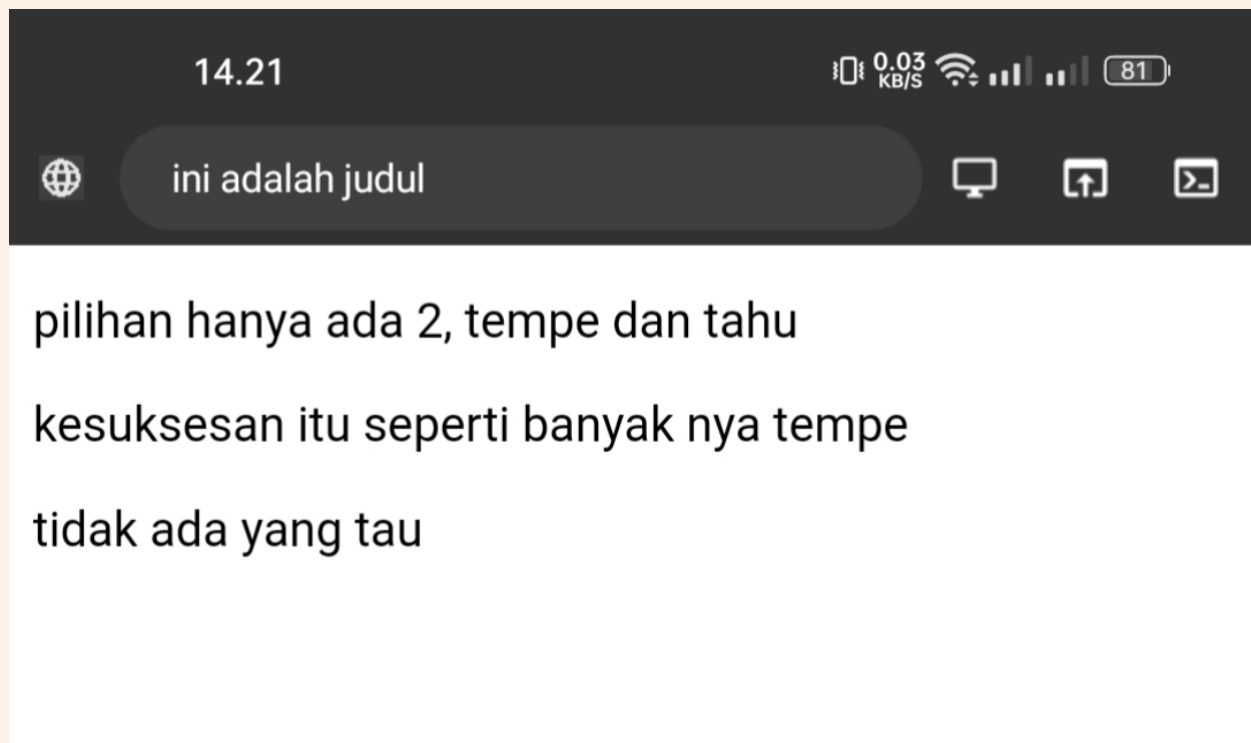 14.21
0.03
KB/S
81
ini adalah judul
pilihan hanya ada 2, tempe dan tahu
kesuksesan itu seperti banyak nya tempe
tidak ada yang tau